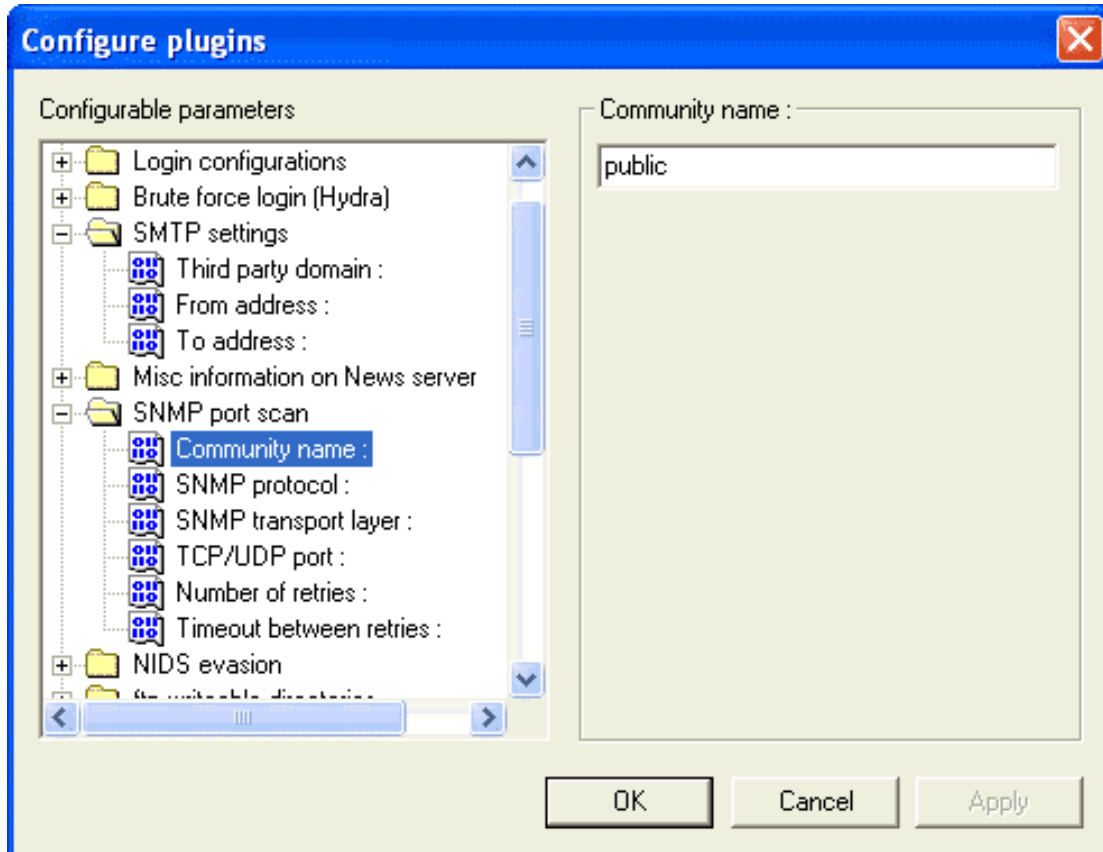 Configure plugins
Configurable parameters
Login configurations
Brute force login (Hydra)
SMTP settings
Third party domain :
From address :
To address :
Misc information on News server
SNMP port scan
Community name :
SNMP protocol :
SNMP transport layer :
TCP/UDP port :
Number of retries :
Timeout between retries :
NIDS evasion
Community name :
public
OK
Cancel
Apply